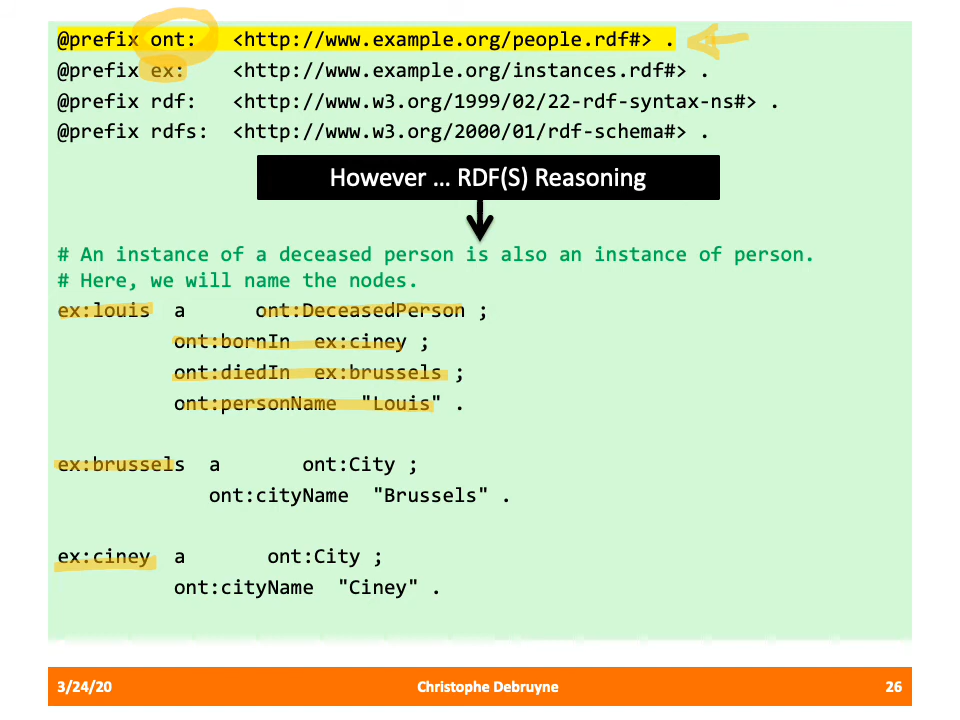 @prefix ont: <http://www.example.org/people.rdf#> .
@prefix ex: <http://www.example.org/instances.rdf#> .
@prefix rdf: <http://www.w3.org/1999/02/22-rdf-syntax-ns#> .
@prefix rdfs: <http://www.w3.org/2000/01/rdf-schema#> .
However … RDF(S) Reasoning
# An instance of a deceased person is also an instance of person.
# Here, we will name the nodes.
ex:louis a ont:DeceasedPerson ;
ont:bornIn ex:ciney ;
ont:diedIn ex:brussels ;
ont:personName "Louis" .
ex:brussels a ont:City ;
ont:cityName "Brussels" .
ex:ciney a ont:City ;
ont:cityName "Ciney" .
3/24/20 Christophe Debruyne 26